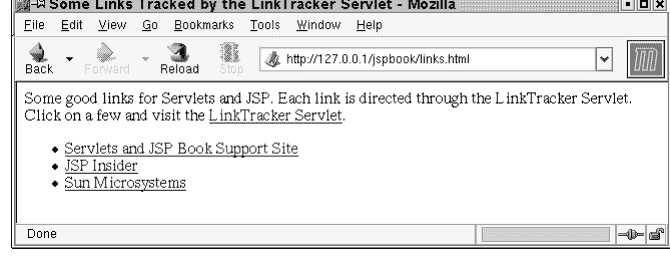 Some Links Tracked by the LinkTracker Servlet - Mozilla
File Edit View Go Bookmarks Tools Window Help
Back Forward Reload Stop http://127.0.0.1/jspbook/links.html
Some good links for Servlets and JSP. Each link is directed through the LinkTracker Servlet.
Click on a few and visit the LinkTracker Servlet.
Servlets and JSP Book Support Site
JSP Insider
Sun Microsystems
Done